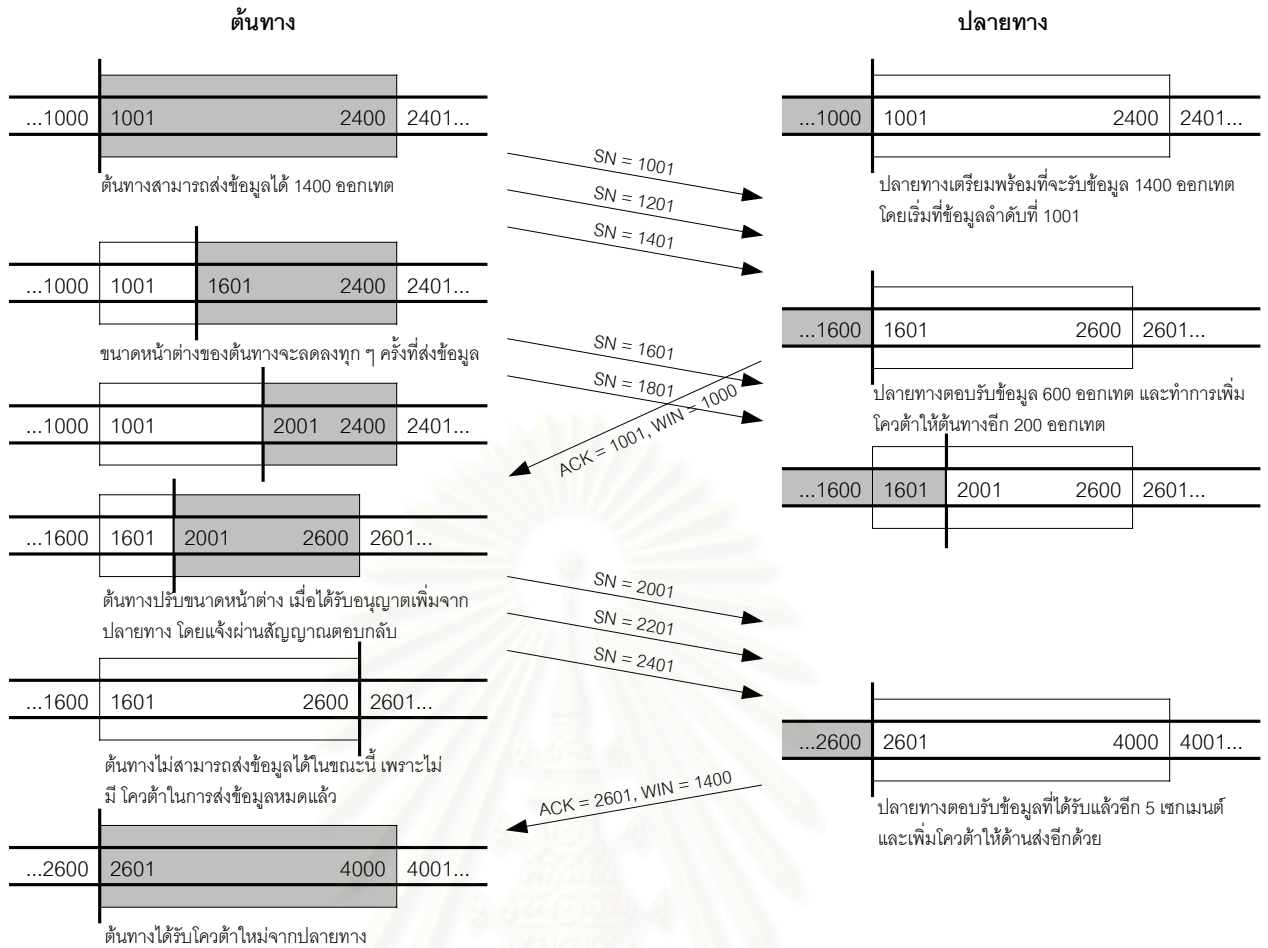 ต้นทาง
ปลายทาง
...1000 1001 2400 2401...
...1000 1001 2400 2401...
SN = 1001
ต้นทางสามารถส่งข้อมูลได้ 1400 ออกเทต
ปลายทางเตรียมพร้อมที่จะรับข้อมูล 1400 ออกเทต
โดยเริ่มที่ข้อมูลลำดับที่ 1001
SN = 1201
SN = 1401
...1000 1001 1601 2400 2401...
...1600 1601 2600 2601...
ขนาดหน้าต่างของต้นทางจะลดลงทุก ๆ ครั้งที่ส่งข้อมูล
SN = 1601
SN = 1801
ปลายทางตอบรับข้อมูล 600 ออกเทต และทำการเพิ่ม
โควต้าให้ต้นทางอีก 200 ออกเทต
...1000 1001 2001 2400 2401...
ACK = 1001, WIN = 1000
...1600 1601 2001 2600 2601...
...1600 1601 2001 2600 2601...
ต้นทางปรับขนาดหน้าต่าง เมื่อได้รับอนุญาตเพิ่มจาก
ปลายทาง โดยแจ้งผ่านสัญญาณตอบกลับ
SN = 2001
SN = 2201
SN = 2401
...1600 1601 2600 2601...
...2600 2601 4000 4001...
ต้นทางไม่สามารถส่งข้อมูลได้ในขณะนี้ เพราะไม่
มี โควต้าในการส่งข้อมูลหมดแล้ว
ACK = 2601, WIN = 1400
ปลายทางตอบรับข้อมูลที่ได้รับแล้วอีก 5 เซกเมนต์
และเพิ่มโควต้าให้ด้านส่งอีกด้วย
...2600 2601 4000 4001...
ต้นทางได้รับโควต้าใหม่จากปลายทาง